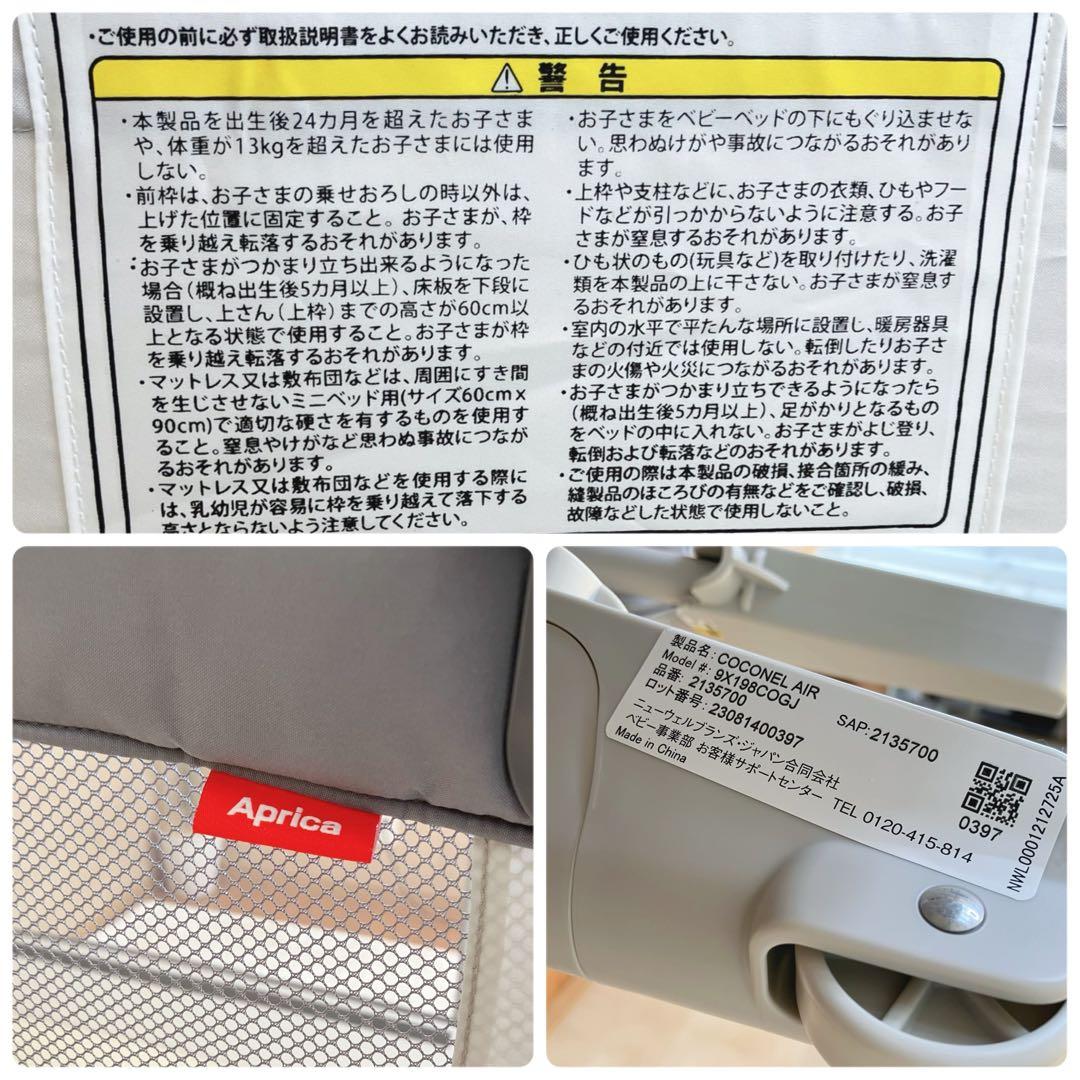 ・ご使用の前に必ず取扱説明書をよくお読みいただき、正しくご使用ください。
⚠ 警 告
・本製品を出生後24カ月を超えたお子さま
や、体重が13kgを超えたお子さまには使用
しない。
・前枠は、お子さまの乗せおろしの時以外は、
上げた位置に固定すること。お子さまが、枠
を乗り越え転落するおそれがあります。
・お子さまがつかまり立ち出来るようになった
場合(概ね出生後5カ月以上)、床板を下段に
設置し、上さん(上枠)までの高さが60cm以
上となる状態で使用すること。お子さまが枠
を乗り越え転落するおそれがあります。
・マットレス又は敷布団などは、周囲にすき間
を生じさせないミニベッド用(サイズ60cm×
90cm)で適切な硬さを有するものを使用す
ること。窒息やけがなど思わぬ事故につなが
るおそれがあります。
・マットレス又は敷布団などを使用する際に
は、乳幼児が容易に枠を乗り越えて落下する
高さとならないよう注意してください。
・お子さまをベビーベッドの下にもぐり込ませな
い。思わぬけがや事故につながるおそれがあり
ます。
・上枠や支柱などに、お子さまの衣類、ひもやフー
ドなどが引っかからないように注意する。お子
さまが窒息するおそれがあります。
・ひも状のもの(玩具など)を取り付けたり、洗濯
類を本製品の上に干さない。お子さまが窒息す
るおそれがあります。
・室内の水平で平たんな場所に設置し、暖房器具
などの付近では使用しない。転倒したりお子さ
まの火傷や火災につながるおそれがあります。
・お子さまがつかまり立ちできるようになったら
(概ね出生後5カ月以上)、足がかりとなるもの
をベッドの中に入れない。お子さまがよじ登り、
転倒および転落などのおそれがあります。
・ご使用の際は本製品の破損、接合箇所の緩み、
縫製品のほころびの有無などをご確認し、破損、
故障などした状態で使用しないこと。
Aprica
製品名: COCONEL AIR
Model #: 9X198COGJ
品番: 2135700
SAP: 2135700
ロット番号: 23081400397
ニューウェルブランズ・ジャパン合同会社
ベビー事業部 お客様サポートセンター TEL 0120-415-814
Made in China
0397
NWL0001212725A